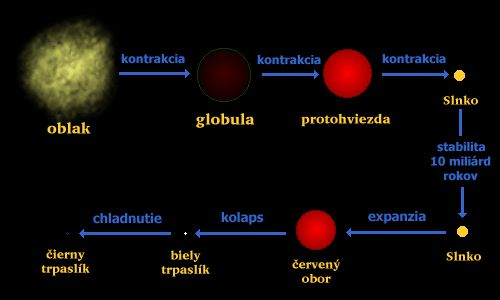 kontrakcia
kontrakcia
kontrakcia
oblak
globula
protohviezda
Slnko
stabilita
10 miliárd
rokov
chladnutie
kolaps
expanzia
čierny
trpaslík
biely
trpaslík
červený
obor
Slnko